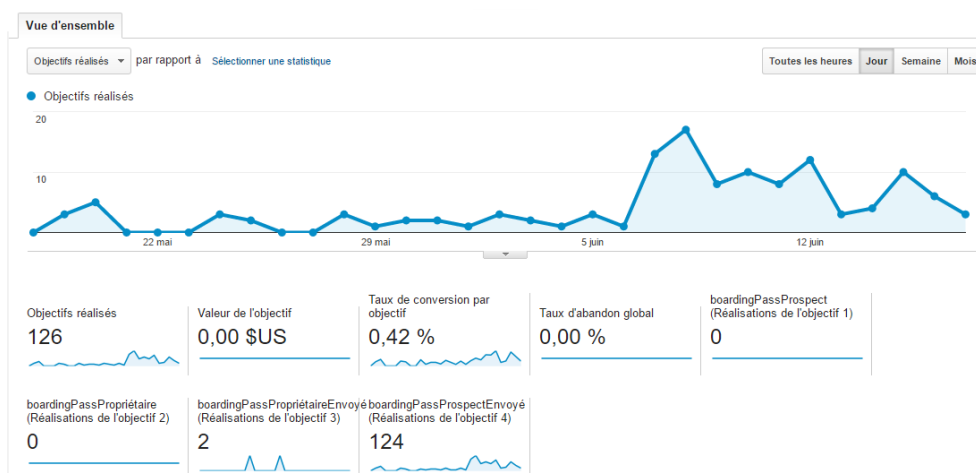 Vue d'ensemble
Objectifs réalisés par rapport à Sélectionner une statistique Toutes les heures Jour Semaine Mois
Objectifs réalisés
20
10
22 mai 29 mai 5 juin 12 juin
Objectifs réalisés
126
Valeur de l'objectif
0,00 $US
Taux de conversion par
objectif
0,42 %
Taux d'abandon global
0,00 %
boardingPassProspect
(Réalisations de l'objectif 1)
0
boardingPassPropriétaire
(Réalisations de l'objectif 2)
0
boardingPassPropriétaireEnvoyé
(Réalisations de l'objectif 3)
2
boardingPassProspectEnvoyé
(Réalisations de l'objectif 4)
124